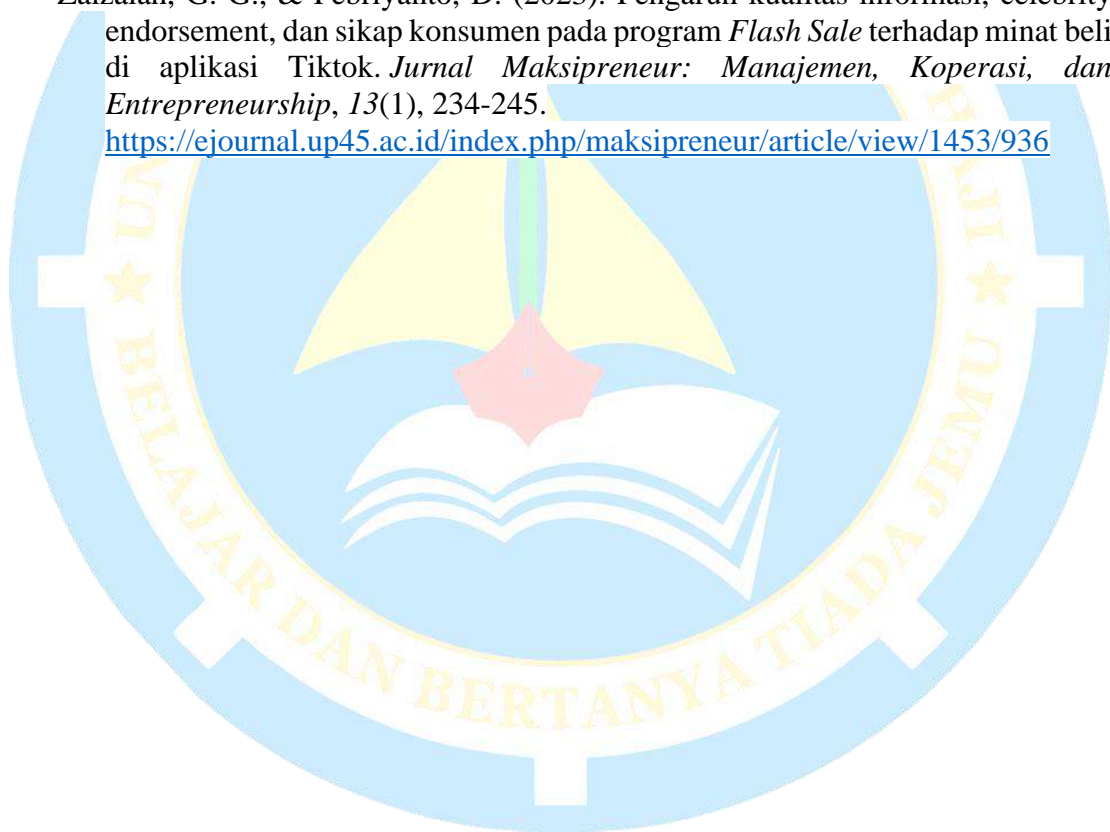 endorsement, dan sikap konsumen pada program Flash Sale terhadap minat beli
di aplikasi Tiktok. Jurnal Maksipreneur: Manajemen, Koperasi, dan
Entrepreneurship, 13(1), 234-245.
https://ejournal.up45.ac.id/index.php/maksipreneur/article/view/1453/936
BELAJAR DAN BERTANYA TIADA JEMU